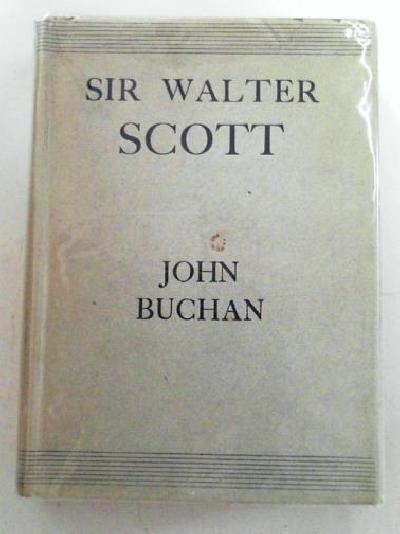 SIR WALTER
SCOTT
JOHN
BUCHAN